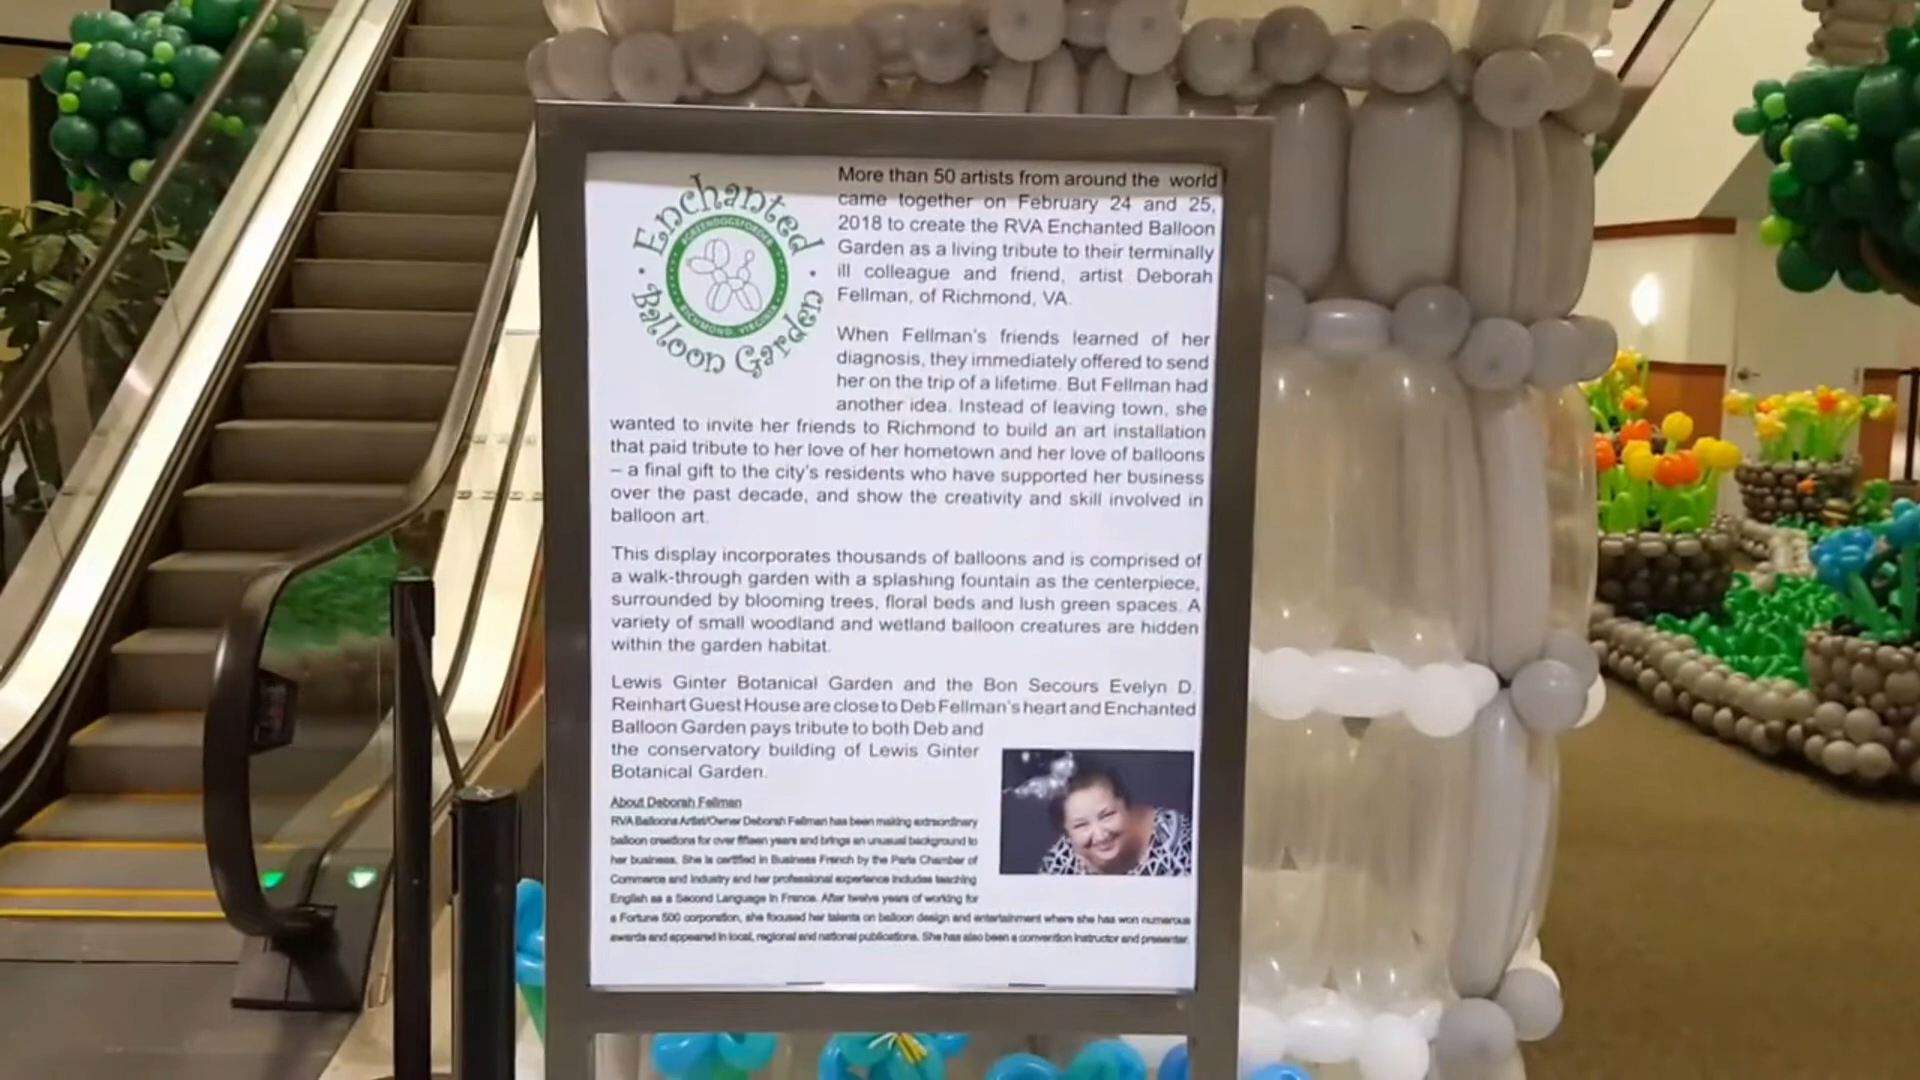 Enchanted
#GREENDOGSFORDEB
RICHMOND, VIRGINIA
Balloon Garden
More than 50 artists from around the world
came together on February 24 and 25,
2018 to create the RVA Enchanted Balloon
Garden as a living tribute to their terminally
ill colleague and friend, artist Deborah
Fellman, of Richmond, VA.
When Fellman's friends learned of her
diagnosis, they immediately offered to send
her on the trip of a lifetime. But Fellman had
another idea. Instead of leaving town, she
wanted to invite her friends to Richmond to build an art installation
that paid tribute to her love of her hometown and her love of balloons
– a final gift to the city's residents who have supported her business
over the past decade, and show the creativity and skill involved in
balloon art.
This display incorporates thousands of balloons and is comprised of
a walk-through garden with a splashing fountain as the centerpiece,
surrounded by blooming trees, floral beds and lush green spaces. A
variety of small woodland and wetland balloon creatures are hidden
within the garden habitat.
Lewis Ginter Botanical Garden and the Bon Secours Evelyn D.
Reinhart Guest House are close to Deb Fellman's heart and Enchanted
Balloon Garden pays tribute to both Deb and
the conservatory building of Lewis Ginter
Botanical Garden.
About Deborah Fellman
RVA Balloons Artist/Owner Deborah Fellman has been making extraordinary
balloon creations for over fifteen years and brings an unusual background to
her business. She is certified in Business French by the Paris Chamber of
Commerce and Industry and her professional experience includes teaching
English as a Second Language in France. After twelve years of working for
a Fortune 500 corporation, she focused her talents on balloon design and entertainment where she has won numerous
awards and appeared in local, regional and national publications. She has also been a convention instructor and presenter.